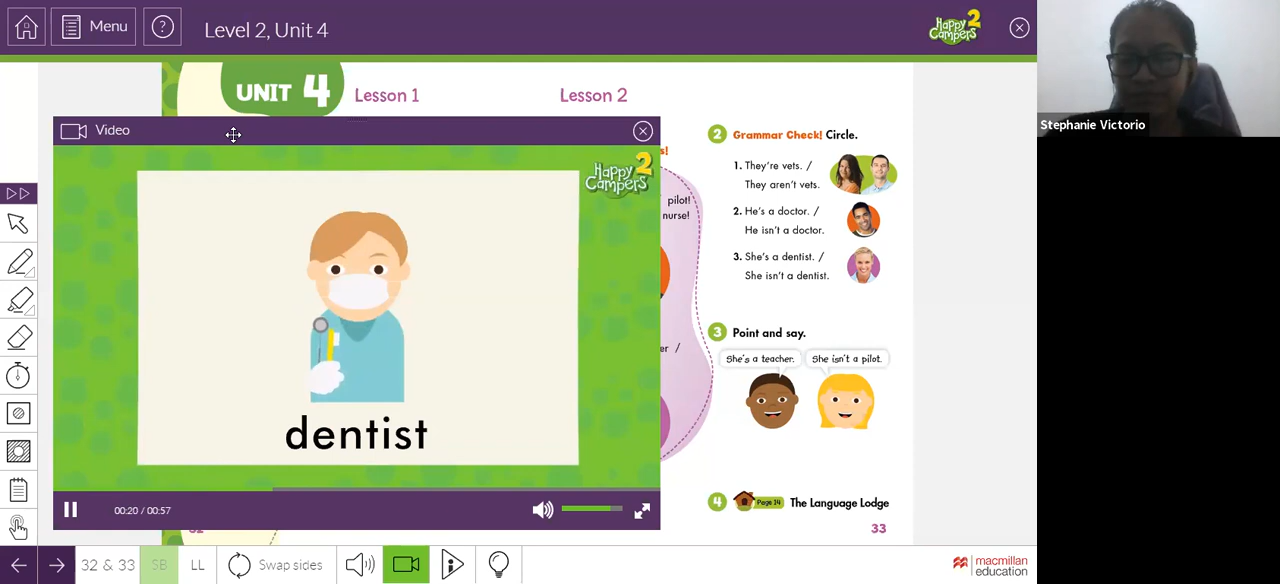 Menu
?
Level 2, Unit 4
Happy Campers 2
Stephanie Victorio
UNIT 4
Lesson 1
Lesson 2
Video
Happy Campers 2
dentist
00:20 / 00:57
pilot!
nurse!
2 Grammar Check! Circle.
1. They're vets. /
They aren't vets.
2. He's a doctor. /
He isn't a doctor.
3. She's a dentist. /
She isn't a dentist.
3 Point and say.
She's a teacher.
She isn't a pilot.
4 Page 14 The Language Lodge
33
32 & 33
SB
LL
Swap sides
macmillan
education